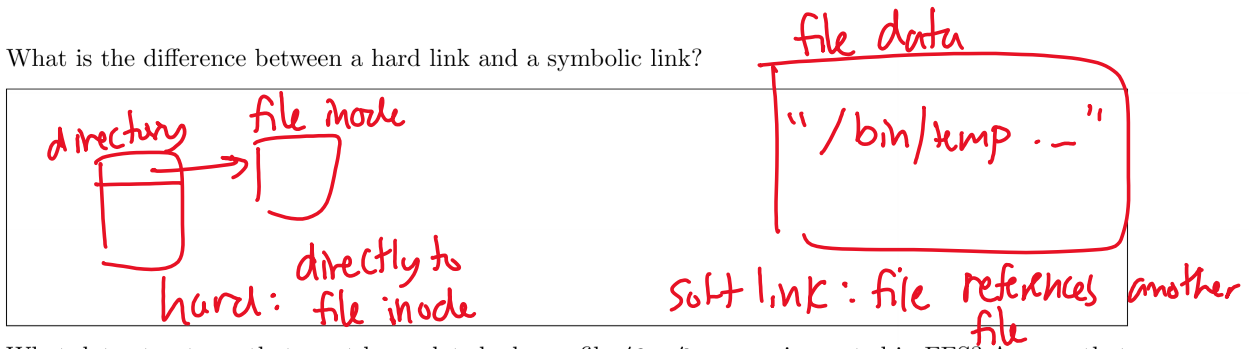 What is the difference between a hard link and a symbolic link?
file data
directory
file inode
"/bin/temp . _"
directly to
hard: file inode
soft link: file references another
file